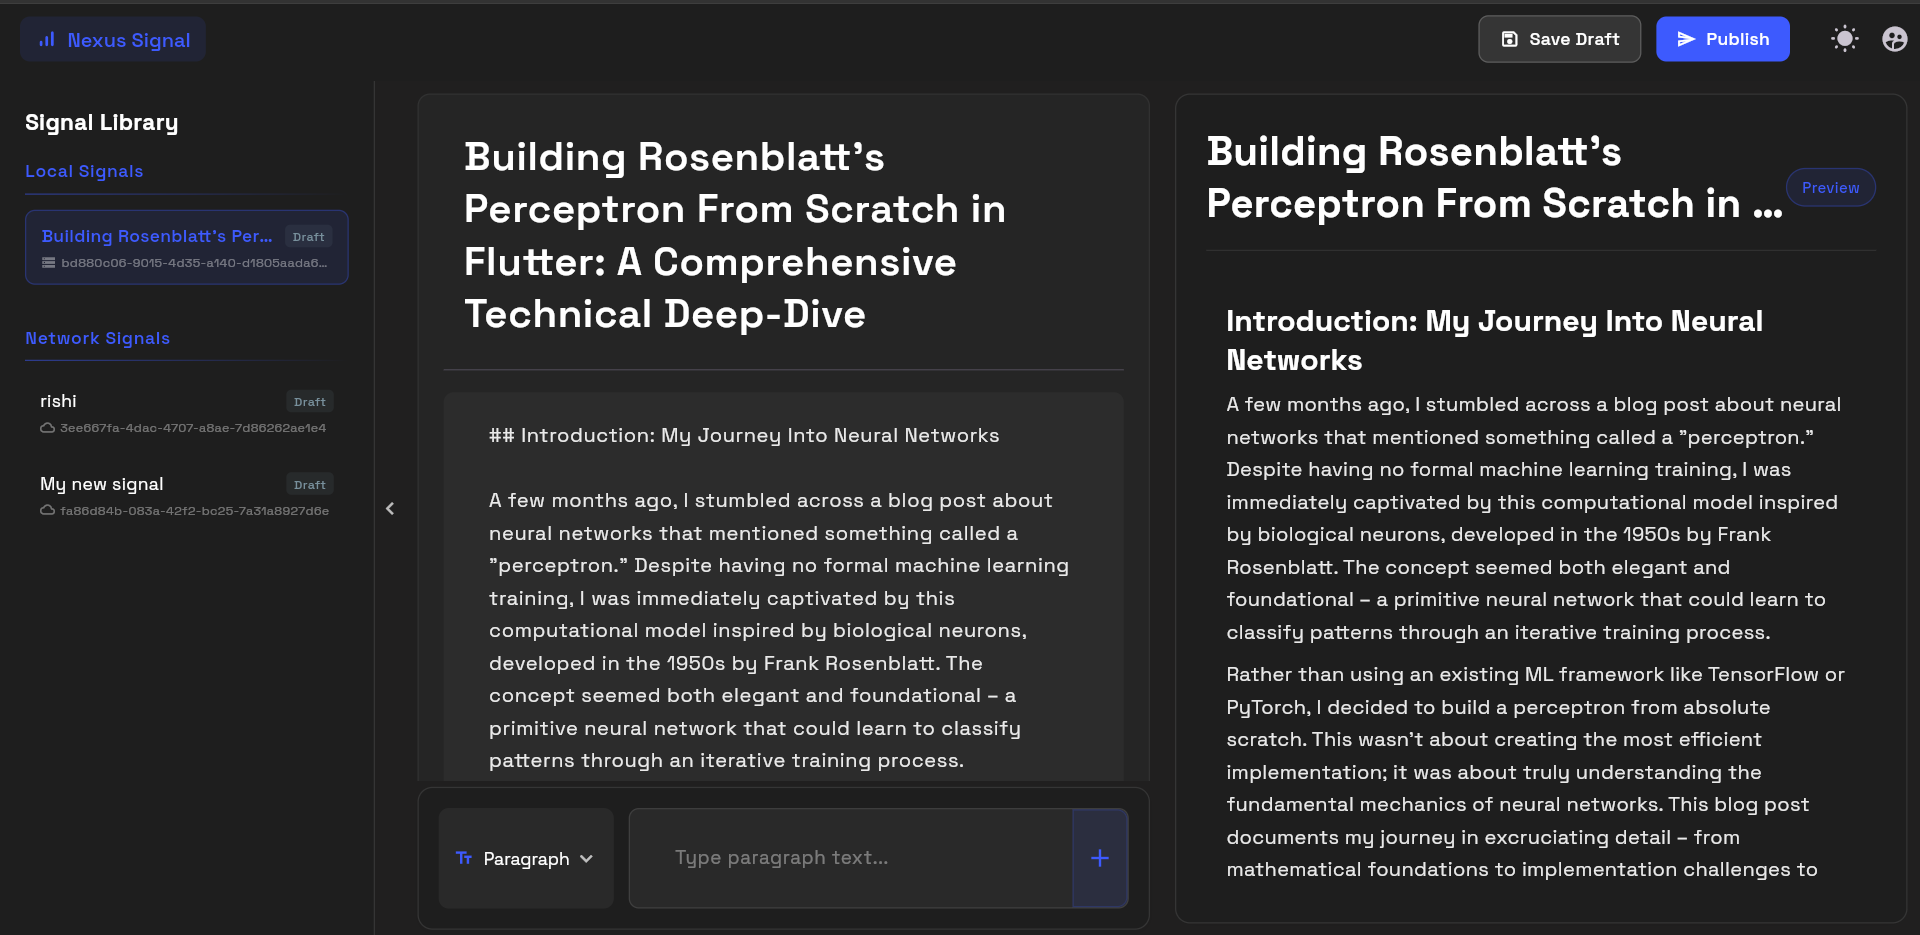 Nexus Signal
Save Draft
Publish
Signal Library
Local Signals
Building Rosenblatt's Per...
Draft
bd880c06-9015-4d35-a140-d1805aada6...
Network Signals
rishi
Draft
3ee667fa-4dac-4707-a8ae-7d86262ae1e4
My new signal
Draft
fa86d84b-083a-42f2-bc25-7a31a8927d6e
Building Rosenblatt's
Perceptron From Scratch in
Flutter: A Comprehensive
Technical Deep-Dive
## Introduction: My Journey Into Neural Networks
A few months ago, I stumbled across a blog post about
neural networks that mentioned something called a
"perceptron." Despite having no formal machine learning
training, I was immediately captivated by this
computational model inspired by biological neurons,
developed in the 1950s by Frank Rosenblatt. The
concept seemed both elegant and foundational – a
primitive neural network that could learn to classify
patterns through an iterative training process.
Paragraph
Type paragraph text...
Building Rosenblatt's
Perceptron From Scratch in ...
Preview
Introduction: My Journey Into Neural
Networks
A few months ago, I stumbled across a blog post about neural
networks that mentioned something called a "perceptron."
Despite having no formal machine learning training, I was
immediately captivated by this computational model inspired
by biological neurons, developed in the 1950s by Frank
Rosenblatt. The concept seemed both elegant and
foundational – a primitive neural network that could learn to
classify patterns through an iterative training process.
Rather than using an existing ML framework like TensorFlow or
PyTorch, I decided to build a perceptron from absolute
scratch. This wasn't about creating the most efficient
implementation; it was about truly understanding the
fundamental mechanics of neural networks. This blog post
documents my journey in excruciating detail – from
mathematical foundations to implementation challenges to